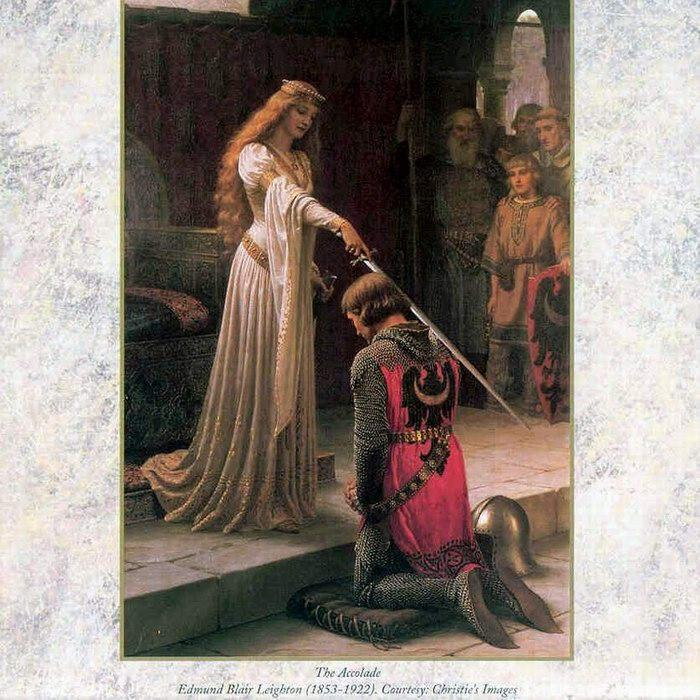 The Accolade
Edmund Blair Leighton (1853-1922). Courtesy: Christie's Images